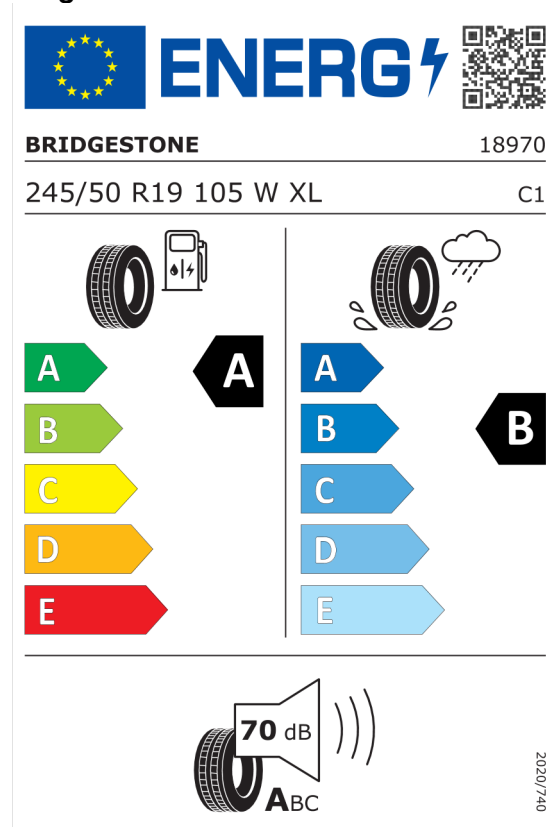 ENERG
BRIDGESTONE 18970
245/50 R19 105 W XL C1
A A
B
C
D
E
A
B B
C
D
E
70 dB
ABC
2020/740